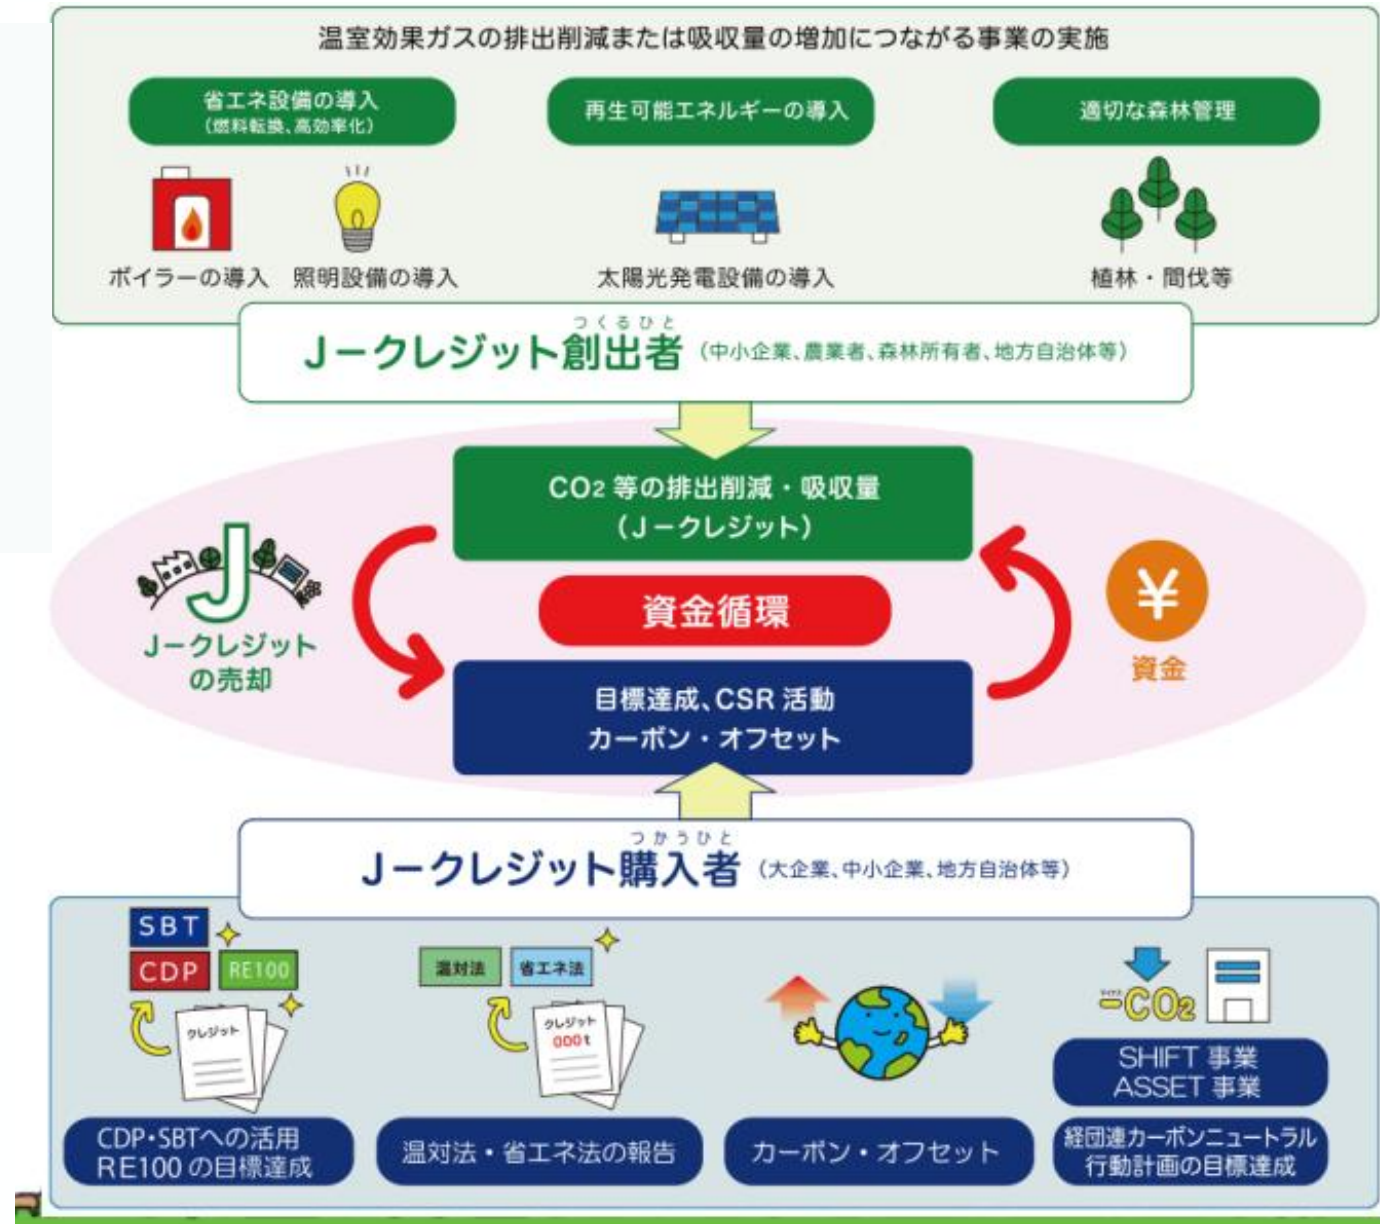 温室効果ガスの排出削減または吸収量の増加につながる事業の実施
省エネ設備の導入
（燃料転換、高効率化）
再生可能エネルギーの導入
適切な森林管理
ボイラーの導入
照明設備の導入
太陽光発電設備の導入
植林・間伐等
つくるひと
Jークレジット創出者（中小企業、農業者、森林所有者、地方自治体等）
CO2 等の排出削減・吸収量
（Jークレジット）
J
Jークレジット
の売却
資金循環
¥
資金
目標達成、CSR 活動
カーボン・オフセット
つかうひと
Jークレジット購入者（大企業、中小企業、地方自治体等）
SBT
CDP
RE100
クレジット
CDP・SBTへの活用
RE100 の目標達成
温対法
省エネ法
クレジット
000t
温対法・省エネ法の報告
カーボン・オフセット
マイナス
-CO2
SHIFT 事業
ASSET 事業
経団連カーボンニュートラル
行動計画の目標達成